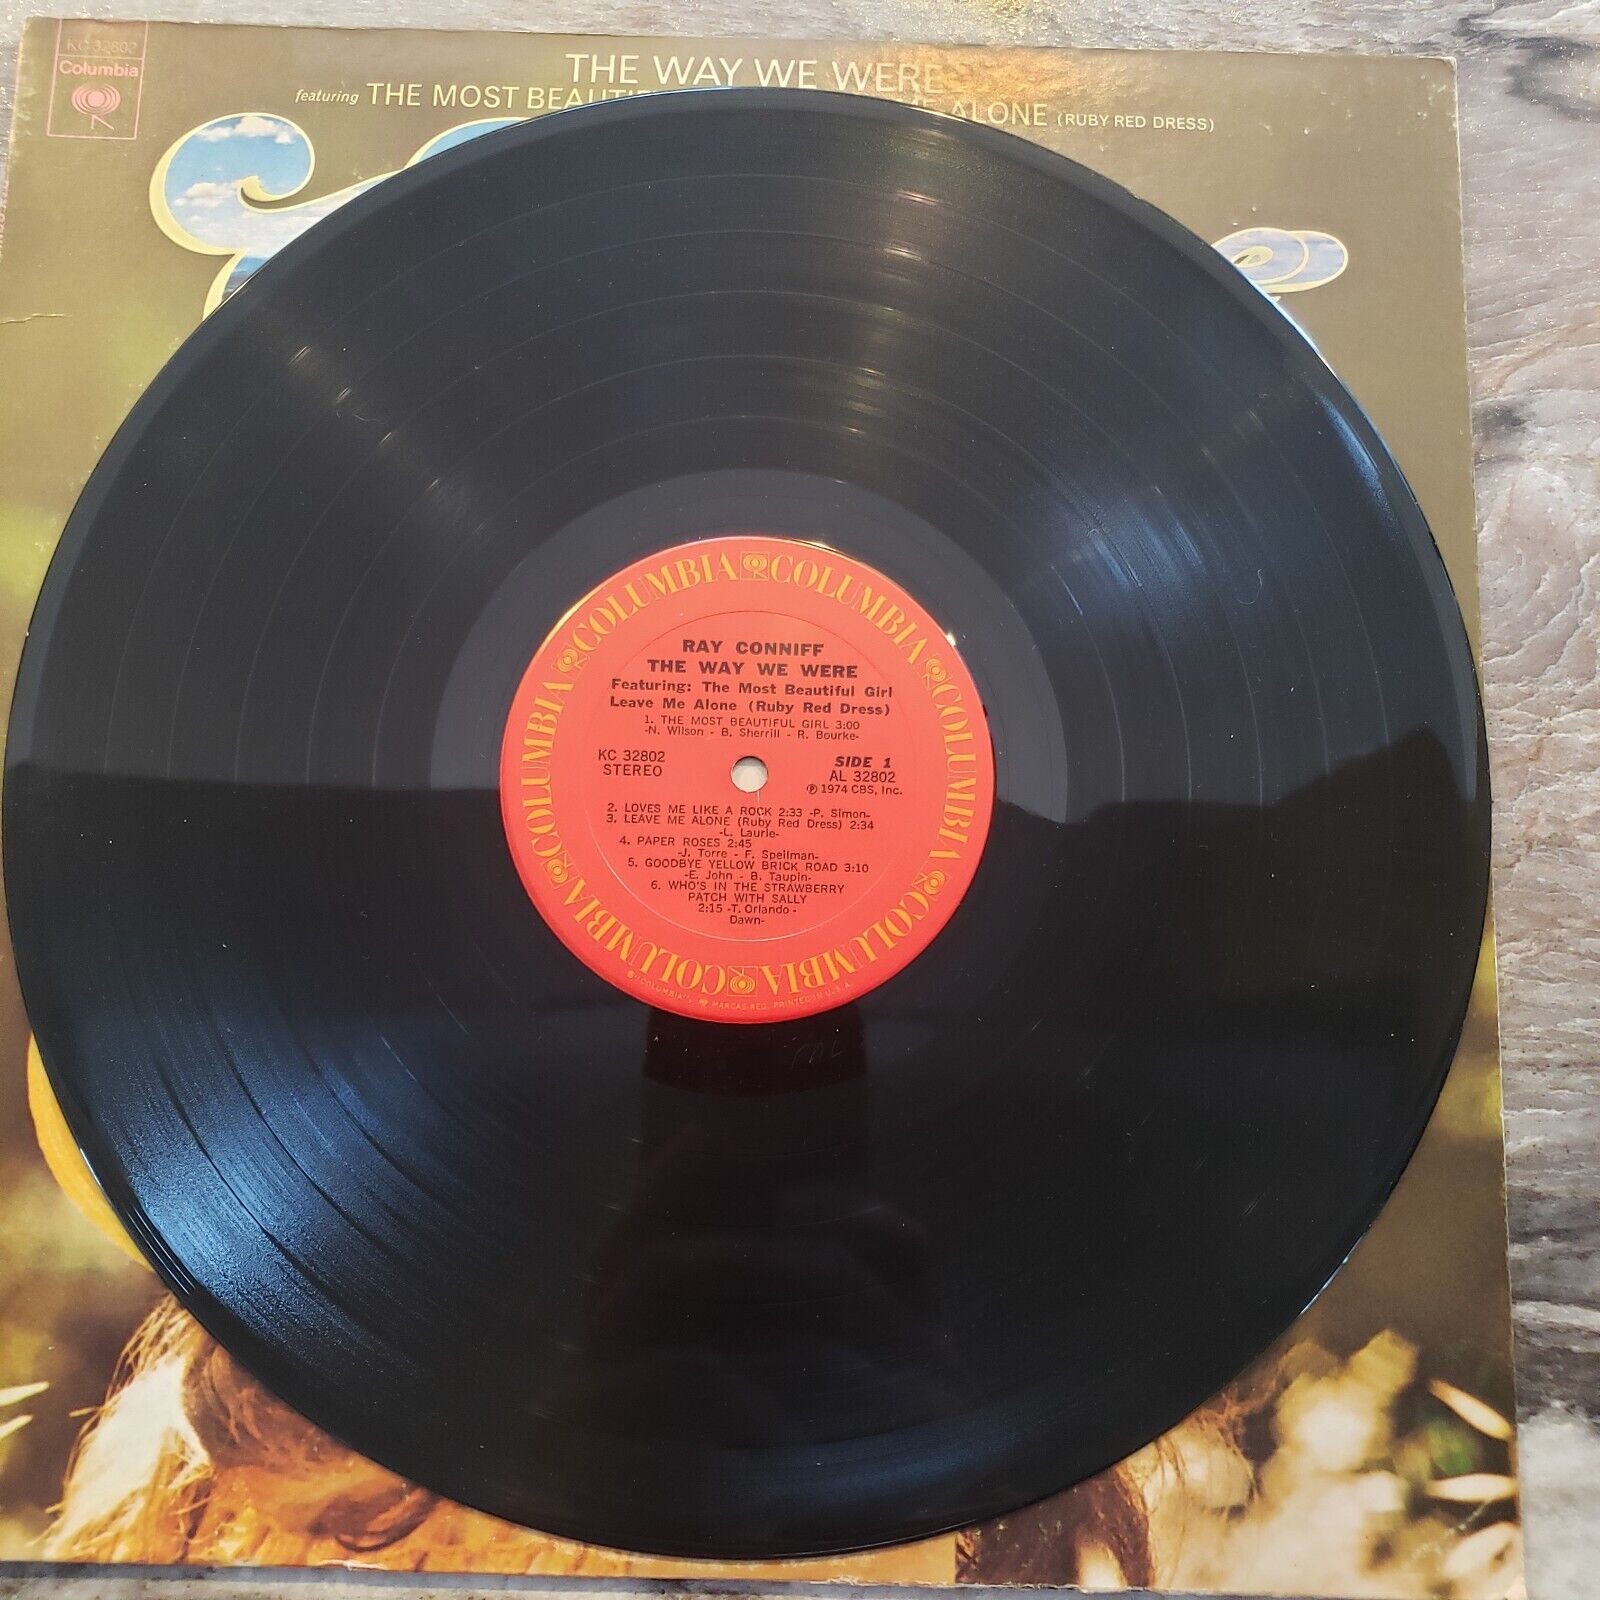 KC 32802
Columbia
THE WAY WE WERE
featuring THE MOST ALONE (RUBY RED DRESS)
COLUMBIA COLUMBIA COLUMBIA COLUMBIA COLUMBIA COLUMBIA
RAY CONNIFF
THE WAY WE WERE
Featuring: The Most Beautiful Girl
Leave Me Alone (Ruby Red Dress)
1. THE MOST BEAUTIFUL GIRL 3:00
-N. Wilson - B. Sherrill - R. Bourke-
KC 32802
STEREO
SIDE 1
AL 32802
℗ 1974 CBS, Inc.
2. LOVES ME LIKE A ROCK 2:33 -P. Simon-
3. LEAVE ME ALONE (Ruby Red Dress) 2:34
-L. Laurie-
4. PAPER ROSES 2:45
-J. Torre - F. Spellman-
5. GOODBYE YELLOW BRICK ROAD 3:10
-E. John - B. Taupin-
6. WHO'S IN THE STRAWBERRY
PATCH WITH SALLY
2:15 -T. Orlando -
Dawn-
® "COLUMBIA", MARCAS REG. PRINTED IN U.S.A.